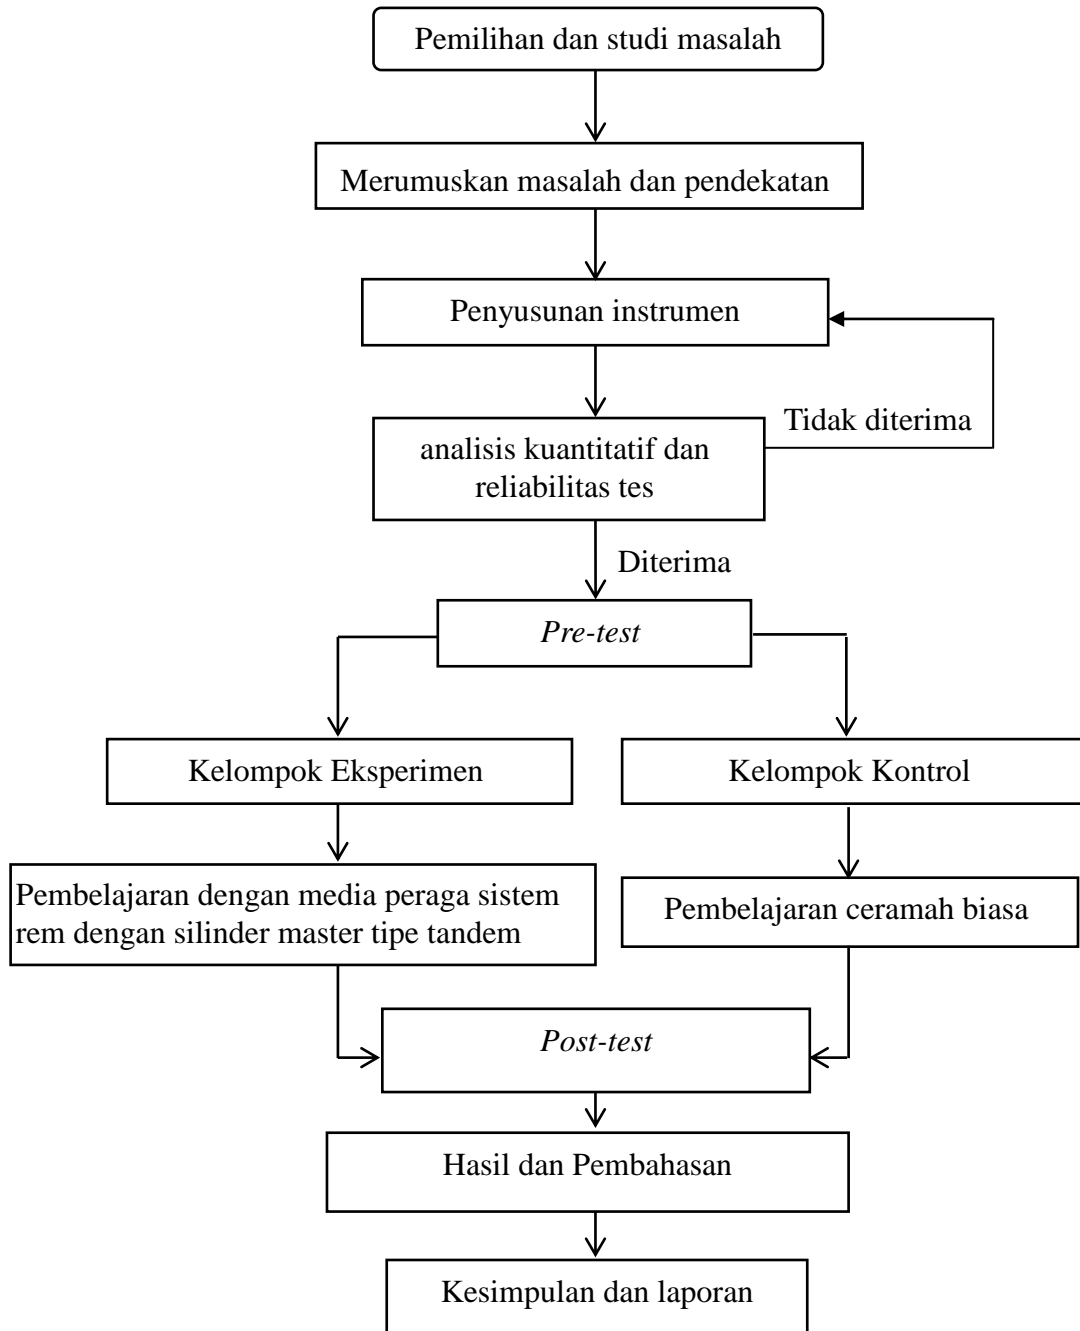 Pemilihan dan studi masalah
Merumuskan masalah dan pendekatan
Penyusunan instrumen
Tidak diterima
analisis kuantitatif dan
reliabilitas tes
Diterima
Pre-test
Kelompok Eksperimen
Kelompok Kontrol
Pembelajaran dengan media peraga sistem
rem dengan silinder master tipe tandem
Pembelajaran ceramah biasa
Post-test
Hasil dan Pembahasan
Kesimpulan dan laporan